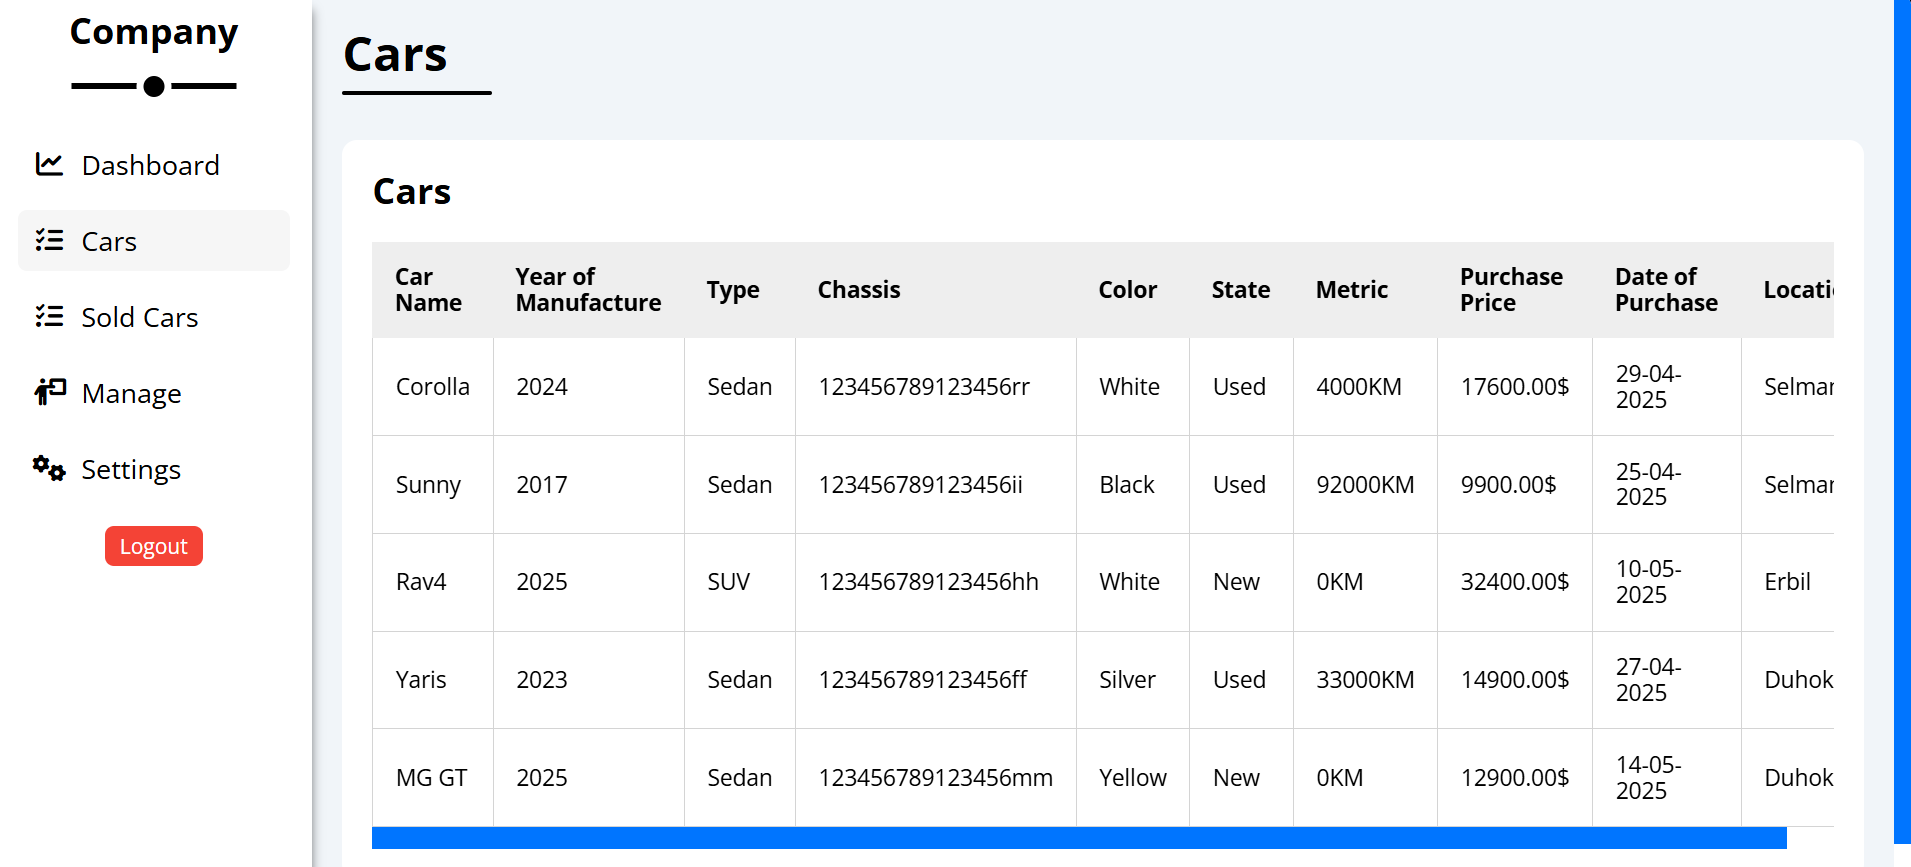 Company
Dashboard
Cars
Sold Cars
Manage
Settings
Logout
Cars
Cars
Car Name Year of Manufacture Type Chassis Color State Metric Purchase Price Date of Purchase Locati
Corolla 2024 Sedan 123456789123456rr White Used 4000KM 17600.00$ 29-04-2025 Selmar
Sunny 2017 Sedan 123456789123456ii Black Used 92000KM 9900.00$ 25-04-2025 Selmar
Rav4 2025 SUV 123456789123456hh White New 0KM 32400.00$ 10-05-2025 Erbil
Yaris 2023 Sedan 123456789123456ff Silver Used 33000KM 14900.00$ 27-04-2025 Duhok
MG GT 2025 Sedan 123456789123456mm Yellow New 0KM 12900.00$ 14-05-2025 Duhok